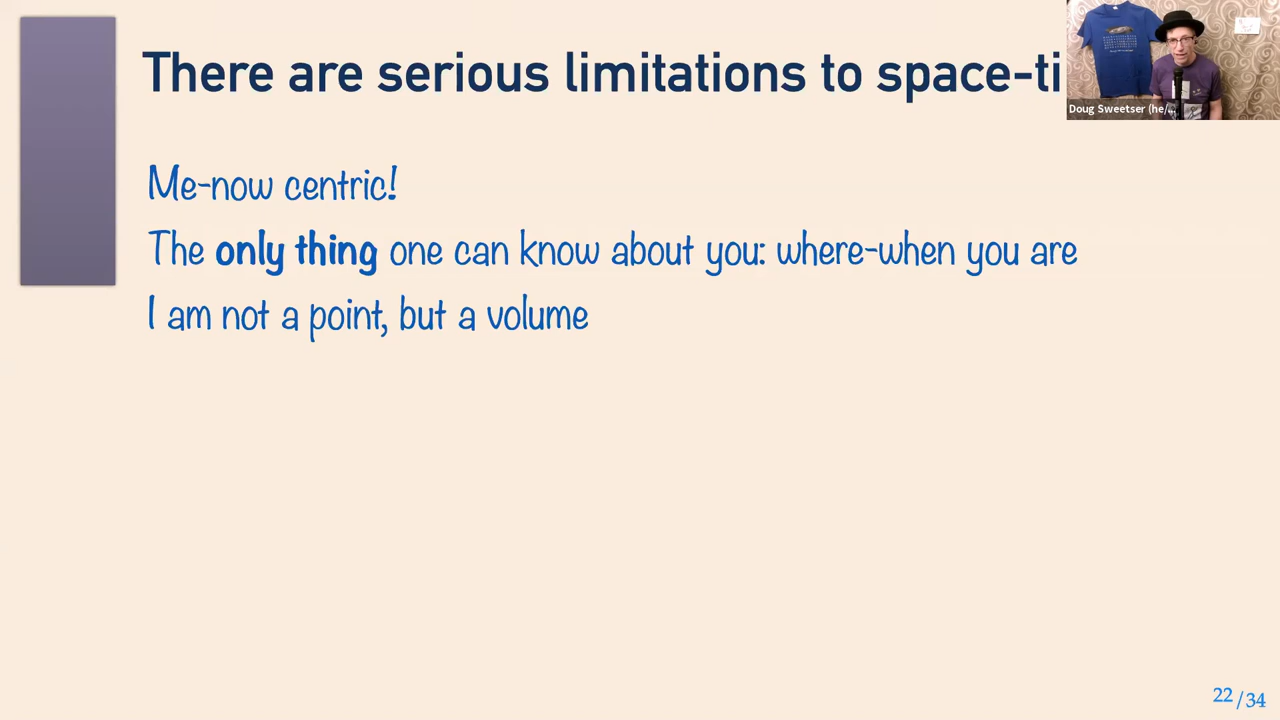 There are serious limitations to space-ti
Doug Sweetser (he/...
Me-now centric!
The only thing one can know about you: where-when you are
I am not a point, but a volume
22/34